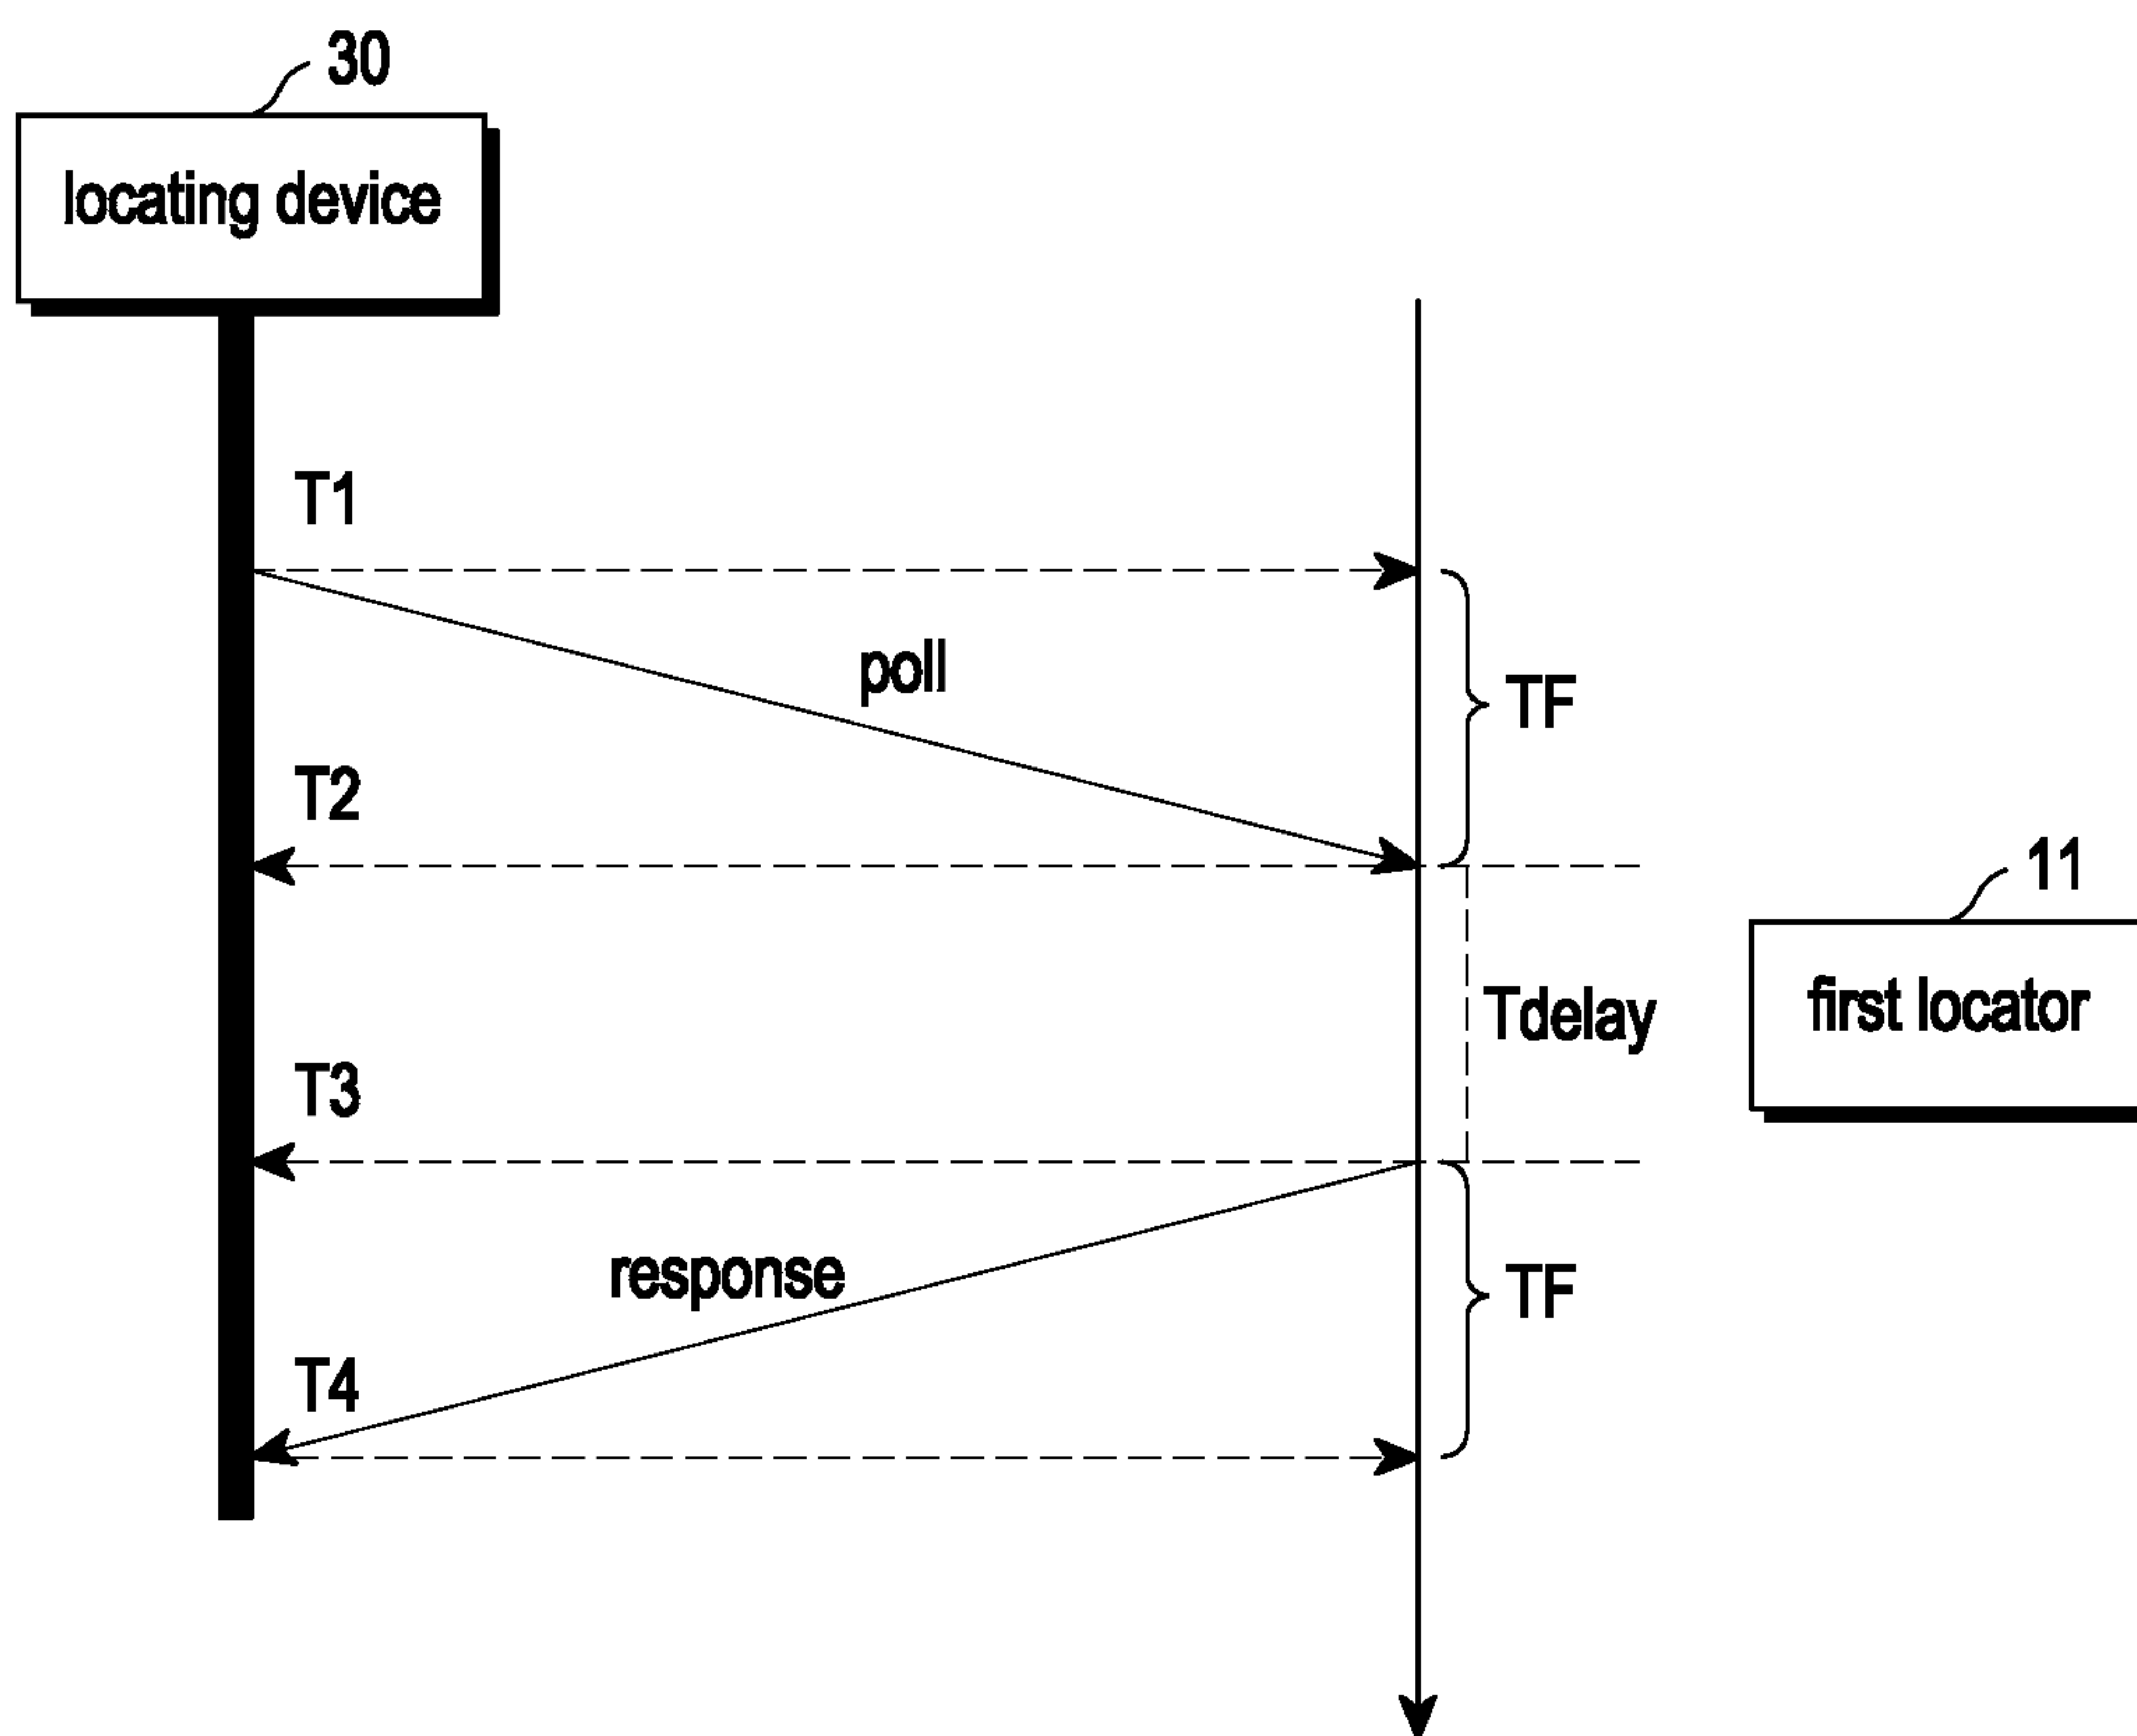 30
locating device
T1
poll
TF
T2
11
first locator
Tdelay
T3
response
TF
T4